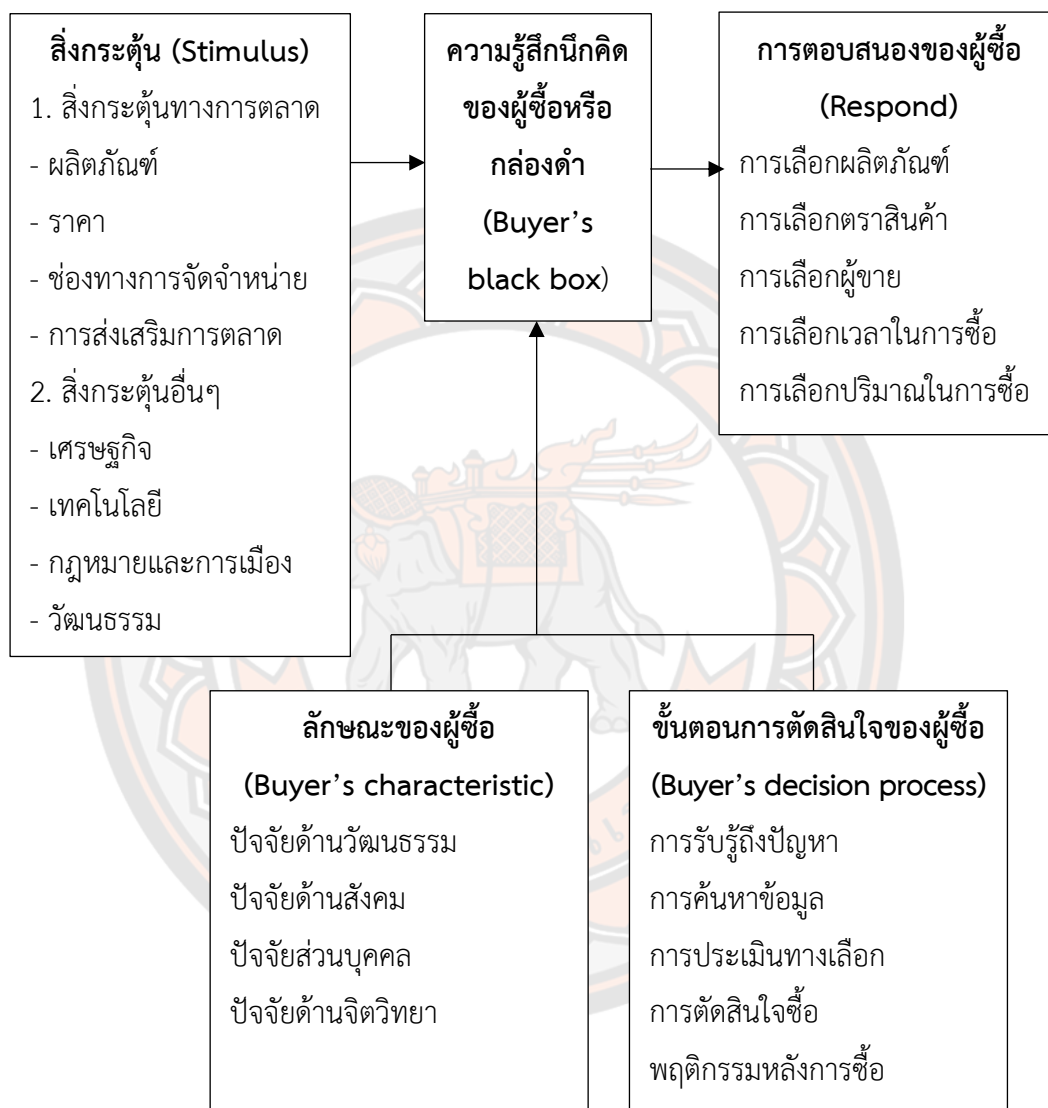 สิ่งกระตุ้น (Stimulus)
1. สิ่งกระตุ้นทางการตลาด
- ผลิตภัณฑ์
- ราคา
- ช่องทางการจัดจำหน่าย
- การส่งเสริมการตลาด
2. สิ่งกระตุ้นอื่นๆ
- เศรษฐกิจ
- เทคโนโลยี
- กฎหมายและการเมือง
- วัฒนธรรม
ความรู้สึกนึกคิด
ของผู้ซื้อหรือ
กล่องดำ
(Buyer's
black box)
การตอบสนองของผู้ซื้อ
(Respond)
การเลือกผลิตภัณฑ์
การเลือกตราสินค้า
การเลือกผู้ขาย
การเลือกเวลาในการซื้อ
การเลือกปริมาณในการซื้อ
ลักษณะของผู้ซื้อ
(Buyer's characteristic)
ปัจจัยด้านวัฒนธรรม
ปัจจัยด้านสังคม
ปัจจัยส่วนบุคคล
ปัจจัยด้านจิตวิทยา
ขั้นตอนการตัดสินใจของผู้ซื้อ
(Buyer's decision process)
การรับรู้ถึงปัญหา
การค้นหาข้อมูล
การประเมินทางเลือก
การตัดสินใจซื้อ
พฤติกรรมหลังการซื้อ